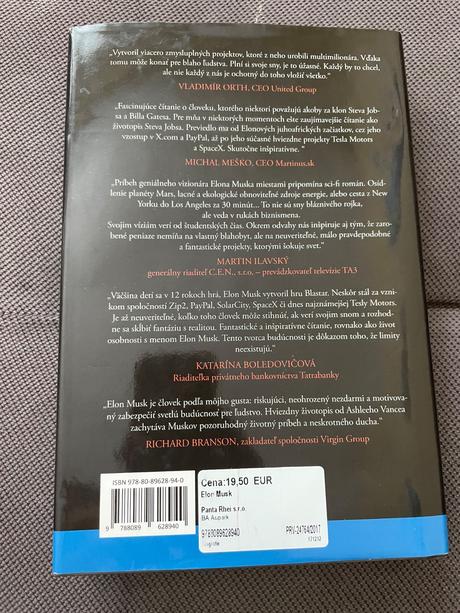 „Vytvoril viacero zmysluplných projektov, ktoré z neho urobili multimilionára. Vďaka
tomu môže konať pre blaho ľudstva. Plní si svoje sny, je to úžasné. Každý by to chcel,
ale nie každý z nás je ochotný do toho vložiť všetko.“
VLADIMÍR ORTH, CEO United Group
„Fascinujúce čítanie o človeku, ktorého niektorí považujú akoby za klon Steva Job-
sa a Billa Gatesa. Pre mňa v niektorých momentoch ešte zaujímavejšie čítanie ako
životopis Steva Jobsa. Previedlo ma od Elonových juhoafrických začiatkov, cez jeho
vzostup v X.com a PayPal, až po jeho súčasné hviezdne projekty Tesla Motors
a SpaceX. Skutočne inšpiratívne. “
MICHAL MEŠKO, CEO Martinus.sk
„Príbeh geniálneho vizionára Elona Muska miestami pripomína sci-fi román. Osíd-
lenie planéty Mars, lacné a ekologické obnoviteľné zdroje energie, alebo cesta z New
Yorku do Los Angeles za 30 minút... To nie sú sny bláznivého rojka,
ale veda v rukách biznismena.
Svojim víziám verí od študentských čias. Okrem odvahy nás inšpiruje aj tým, že zaro-
bené peniaze nemíňa na vlastný blahobyt, ale na neuveriteľné, málo pravdepodobné
a fantastické projekty, ktorými šokuje svet.“
MARTIN ILAVSKÝ
generálny riaditeľ C.E.N., s.r.o. – prevádzkovateľ televízie TA3
„Väčšina detí sa v 12 rokoch hrá, Elon Musk vytvoril hru Blastar. Neskôr stál za vzni-
kom spoločností Zip2, PayPal, SolarCity, SpaceX či dnes najznámejšej Tesly Motors.
Je až neuveriteľné, koľko toho človek môže stihnúť, ak verí svojim snom a rozhod-
ne sa skĺbiť fantáziu s realitou. Fantastické a inšpiratívne čítanie, rovnako ako život
osobnosti s menom Elon Musk. Tento tvorca budúcnosti je dôkazom toho, že limity
neexistujú.“
KATARÍNA BOLEDOVIČOVÁ
Riaditeľka privátneho bankovníctva Tatrabanky
„Elon Musk je človek podľa môjho gusta: riskujúci, neohrozený nezdarmi a motivova-
ný zabezpečiť svetlú budúcnosť pre ľudstvo. Hviezdny životopis od Ashleeho Vancea
zachytáva Muskov pozoruhodný životný príbeh a neskrotného ducha.“
RICHARD BRANSON, zakladateľ spoločnosti Virgin Group
ISBN 978-80-89628-94-0
9 788089 628940
Cena:19,50 EUR
Elon Musk
Panta Rhei s.r.o.
BA Aupark
9788089628940
PRV-24764/2017
171212